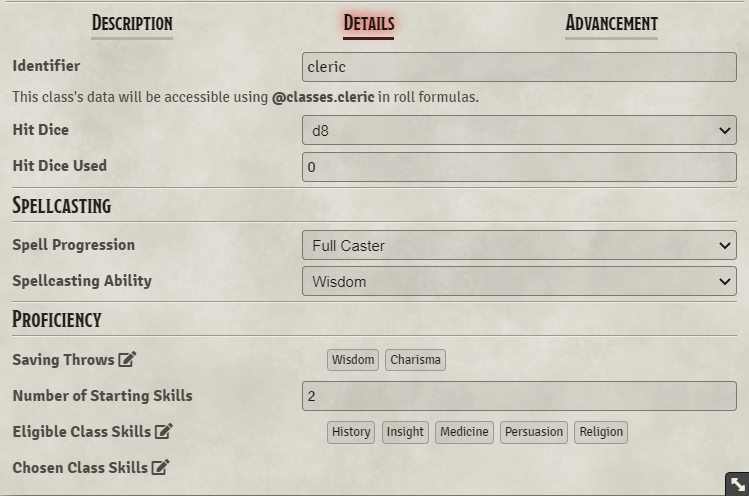 Description Details Advancement
Identifier cleric
This class's data will be accessible using @classes.cleric in roll formulas.
Hit Dice d8
Hit Dice Used 0
Spellcasting
Spell Progression Full Caster
Spellcasting Ability Wisdom
Proficiency
Saving Throws Wisdom Charisma
Number of Starting Skills 2
Eligible Class Skills History Insight Medicine Persuasion Religion
Chosen Class Skills